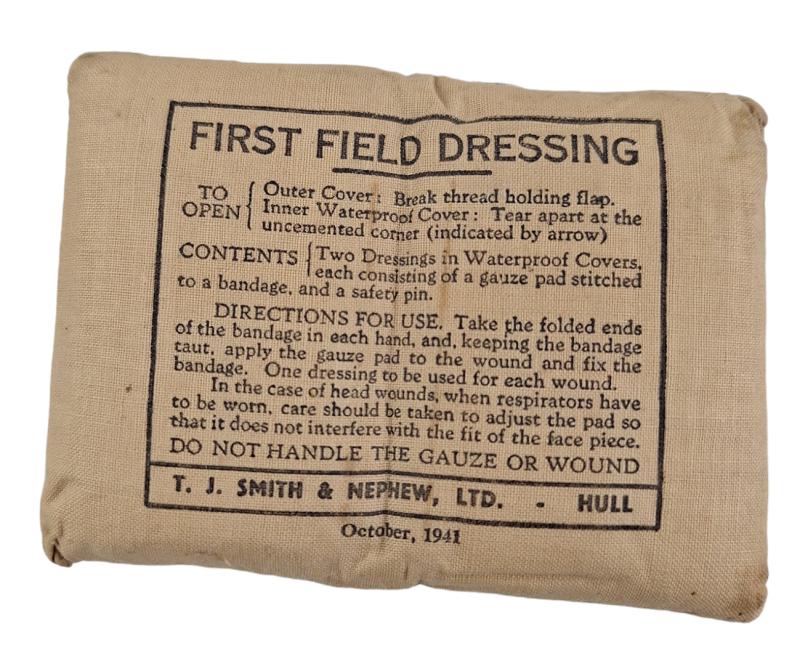 FIRST FIELD DRESSING
TO OPEN { Outer Cover: Break thread holding flap.
Inner Waterproof Cover: Tear apart at the
uncemented corner (indicated by arrow)
CONTENTS { Two Dressings in Waterproof Covers,
each consisting of a gauze pad stitched
to a bandage, and a safety pin.
DIRECTIONS FOR USE. Take the folded ends
of the bandage in each hand, and, keeping the bandage
taut, apply the gauze pad to the wound and fix the
bandage. One dressing to be used for each wound.
In the case of head wounds, when respirators have
to be worn, care should be taken to adjust the pad so
that it does not interfere with the fit of the face piece.
DO NOT HANDLE THE GAUZE OR WOUND
T. J. SMITH & NEPHEW, LTD. - HULL
October, 1941